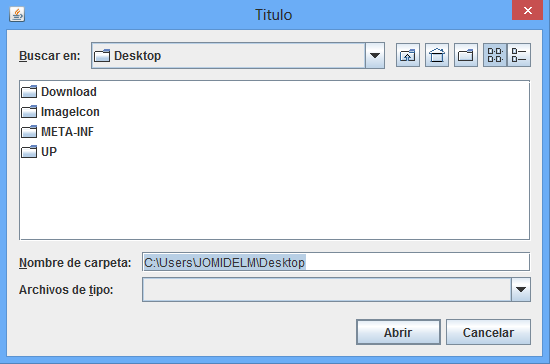 Titulo
Buscar en: Desktop
Download
ImageIcon
META-INF
UP
Nombre de carpeta: C:\Users\JOMIDELM\Desktop
Archivos de tipo:
Abrir Cancelar